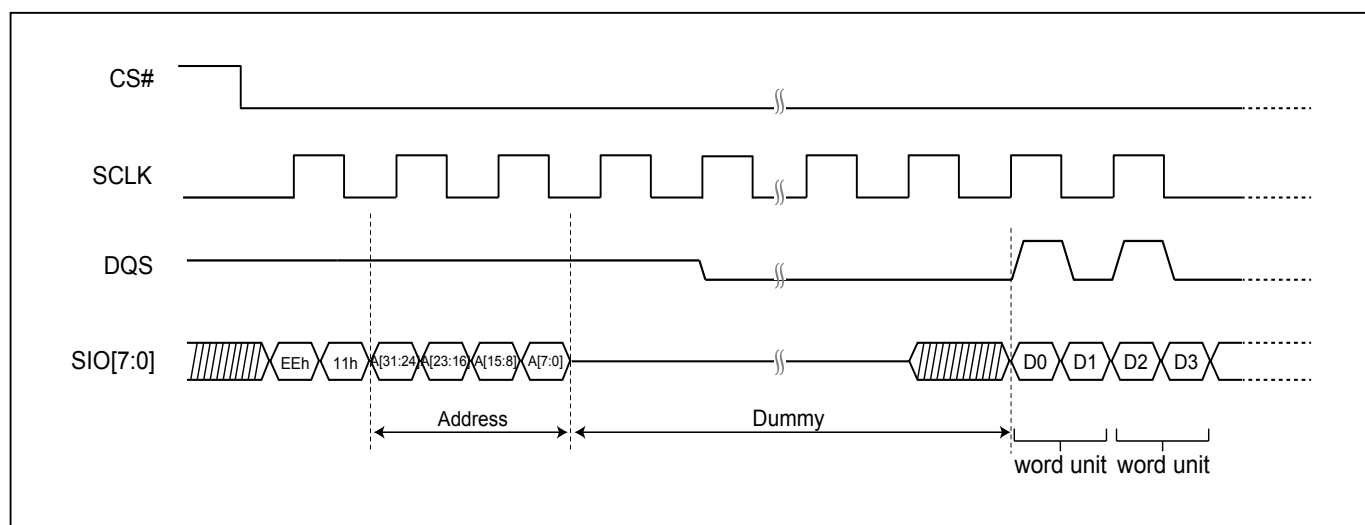 CS#
SCLK
DQS
SIO[7:0] EEh 11h A[31:24] A[23:16] A[15:8] A[7:0] D0 D1 D2 D3
Address Dummy
word unit word unit